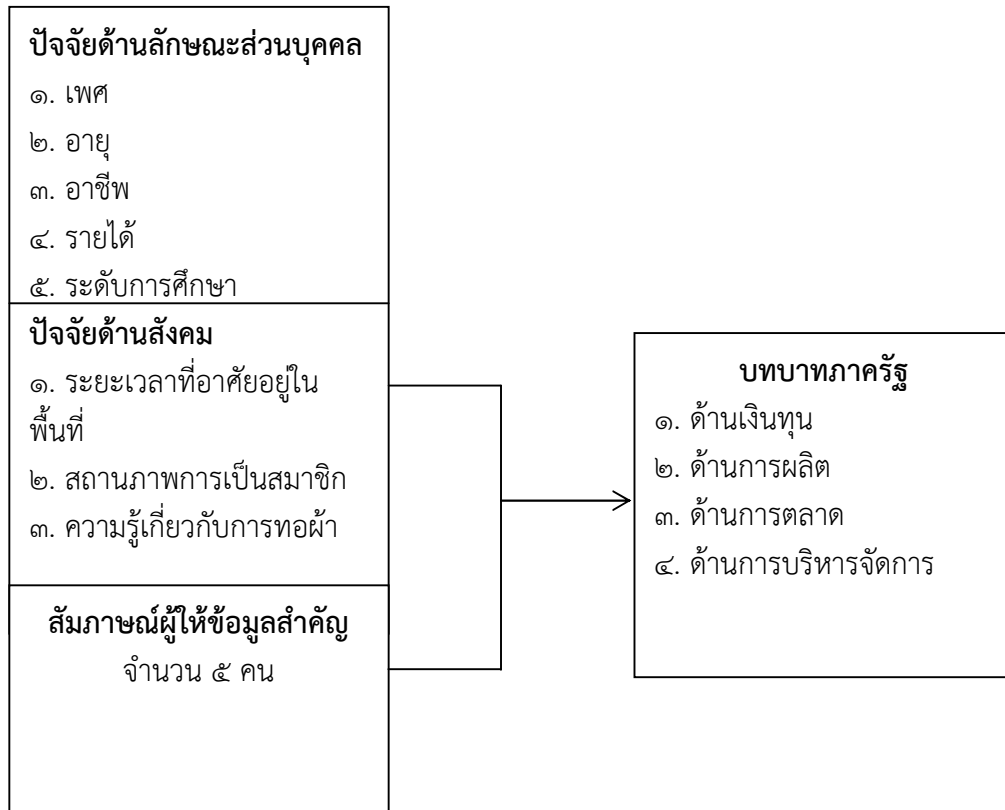 ปัจจัยด้านลักษณะส่วนบุคคล
๑. เพศ
๒. อายุ
๓. อาชีพ
๔. รายได้
๕. ระดับการศึกษา
ปัจจัยด้านสังคม
๑. ระยะเวลาที่อาศัยอยู่ใน
พื้นที่
๒. สถานภาพการเป็นสมาชิก
๓. ความรู้เกี่ยวกับการทอผ้า
สัมภาษณ์ผู้ให้ข้อมูลสำคัญ
จำนวน ๕ คน
บทบาทภาครัฐ
๑. ด้านเงินทุน
๒. ด้านการผลิต
๓. ด้านการตลาด
๔. ด้านการบริหารจัดการ